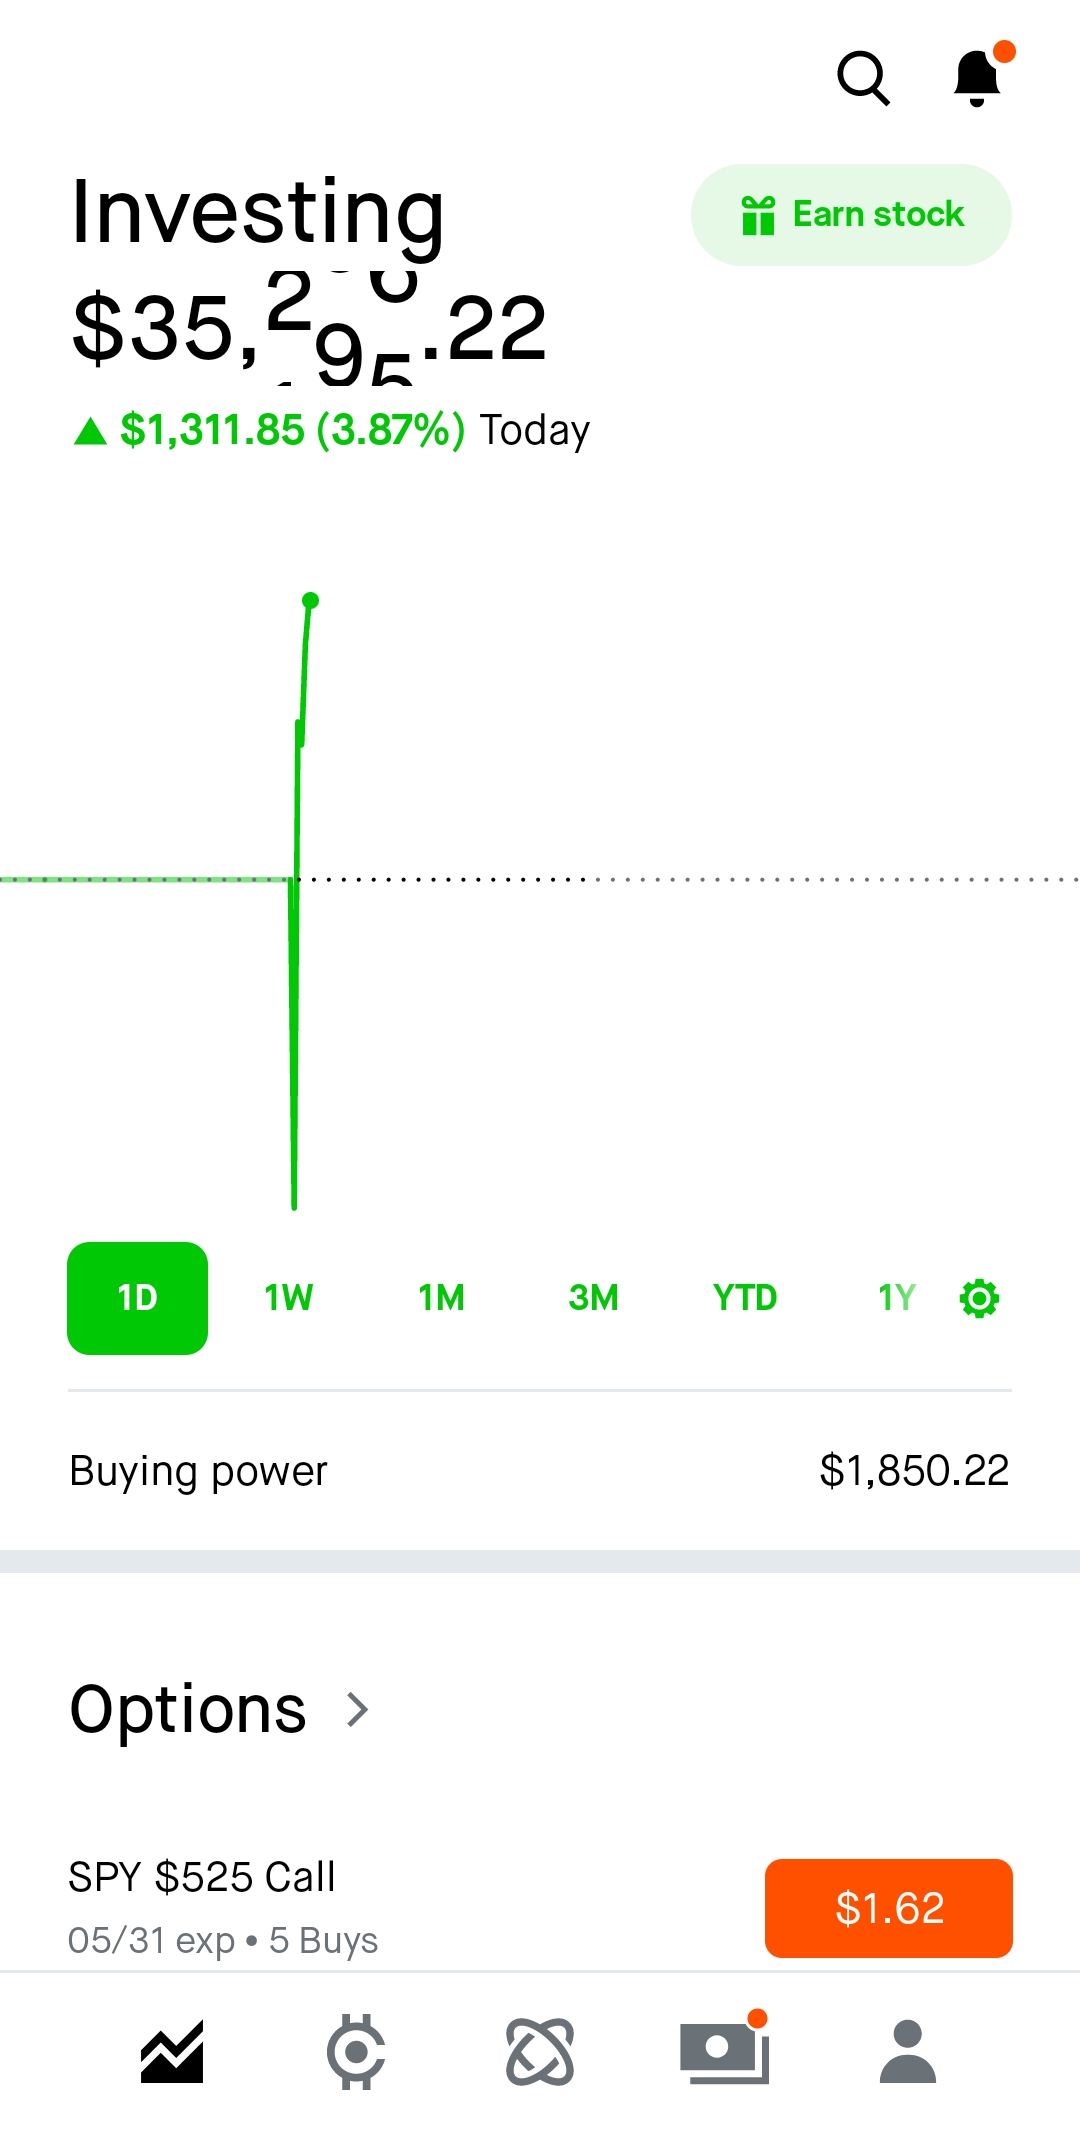 Investing
Earn stock
$35,295.22
$1,311.85 (3.87%) Today
1D 1W 1M 3M YTD 1Y
Buying power $1,850.22
Options
SPY $525 Call
$1.62
05/31 exp • 5 Buys